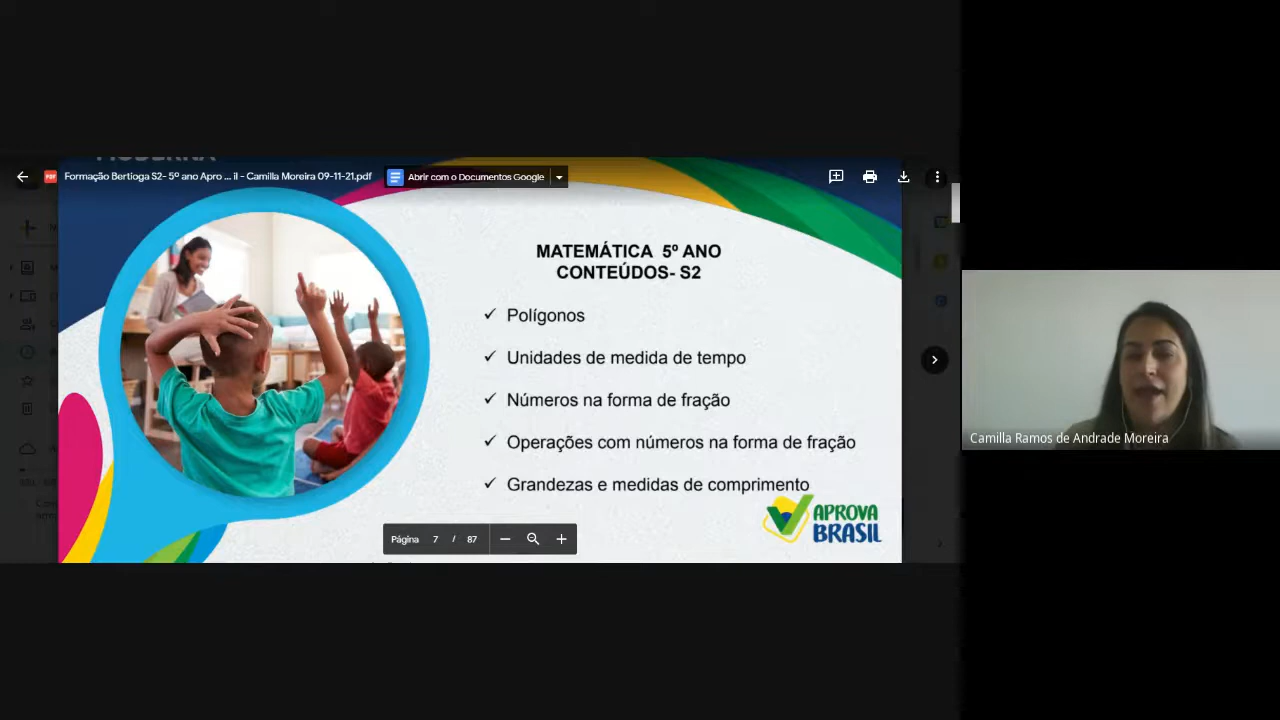 Formação Bertioga S2- 5º ano Apro ... il - Camilla Moreira 09-11-21.pdf
Abrir com o Documentos Google
MATEMÁTICA 5º ANO
CONTEÚDOS- S2
✓ Polígonos
✓ Unidades de medida de tempo
✓ Números na forma de fração
✓ Operações com números na forma de fração
✓ Grandezas e medidas de comprimento
APROVA
BRASIL
Página 7 / 87
Camilla Ramos de Andrade Moreira